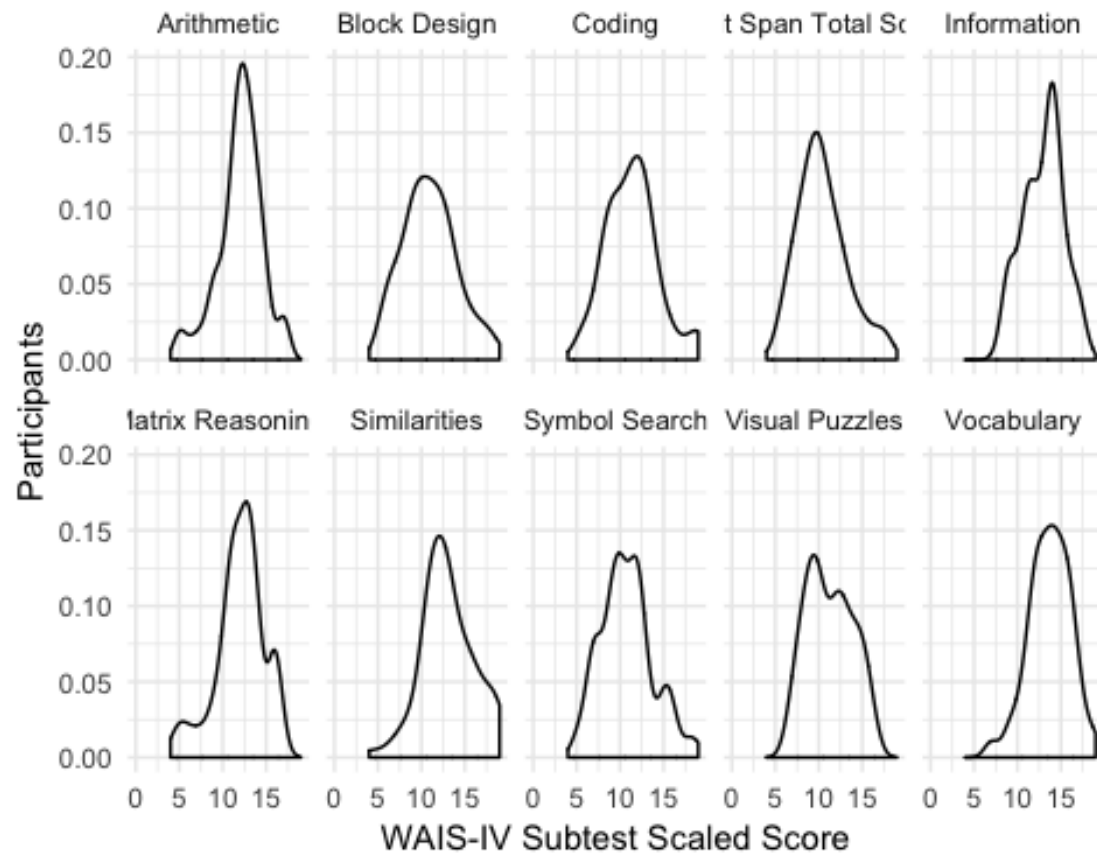 Arithmetic Block Design Coding t Span Total Sc Information
0.20
0.15
0.10
0.05
0.00
Participants
Matrix Reasonin Similarities Symbol Search Visual Puzzles Vocabulary
0.20
0.15
0.10
0.05
0.00
0 5 10 15 0 5 10 15 0 5 10 15 0 5 10 15 0 5 10 15
WAIS-IV Subtest Scaled Score